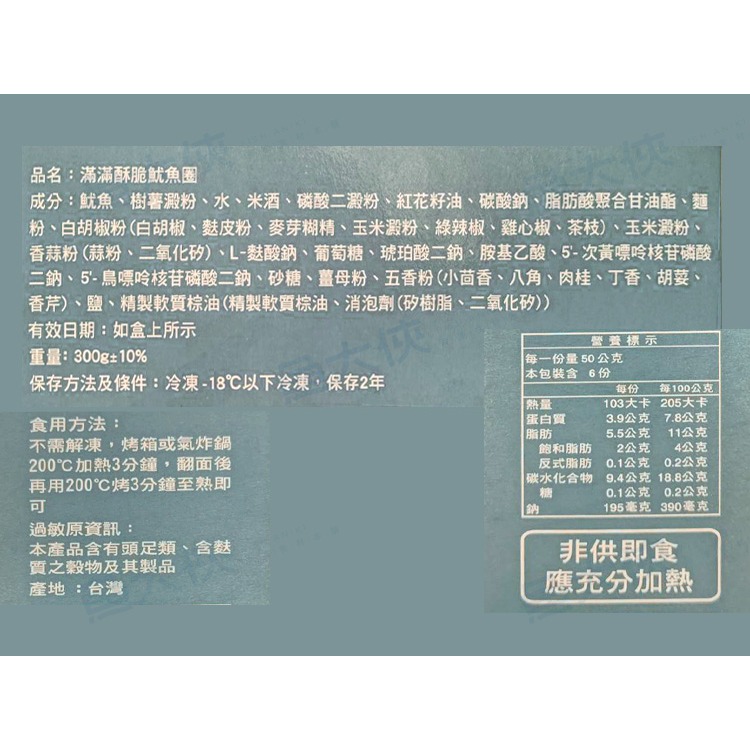 品名：滿滿酥脆魷魚圈
成分：魷魚、樹薯澱粉、水、米酒、磷酸二澱粉、紅花籽油、碳酸鈉、脂肪酸聚合甘油酯、麵
粉、白胡椒粉(白胡椒、麩皮粉、麥芽糊精、玉米澱粉、綠辣椒、雞心椒、茶枝)、玉米澱粉、
香蒜粉(蒜粉、二氧化矽)、L-麩酸鈉、葡萄糖、琥珀酸二鈉、胺基乙酸、5'-次黃嘌呤核苷磷酸
二鈉、5'-鳥嘌呤核苷磷酸二鈉、砂糖、薑母粉、五香粉(小茴香、八角、肉桂、丁香、胡荽、
香芹)、鹽、精製軟質棕油(精製軟質棕油、消泡劑(矽樹脂、二氧化矽))
有效日期：如盒上所示
重量：300g±10%
保存方法及條件：冷凍-18℃以下冷凍，保存2年
食用方法：
不需解凍，烤箱或氣炸鍋
200℃加熱3分鐘，翻面後
再用200℃烤3分鐘至熟即
可
過敏原資訊：
本產品含有頭足類、含麩
質之穀物及其製品
產地：台灣
營養標示
每一份量 50 公克
本包裝含 6 份
每份 每100公克
熱量 103大卡 205大卡
蛋白質 3.9公克 7.8公克
脂肪 5.5公克 11公克
飽和脂肪 2公克 4公克
反式脂肪 0.1公克 0.2公克
碳水化合物 9.4公克 18.8公克
糖 0.1公克 0.2公克
鈉 195毫克 390毫克
非供即食
應充分加熱